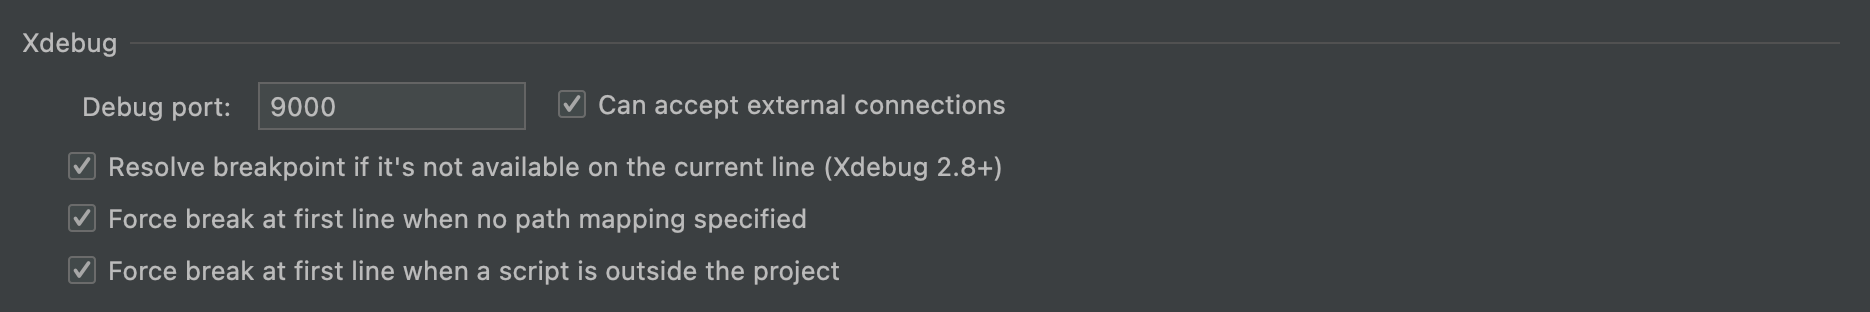 Xdebug
Debug port: 9000 Can accept external connections
Resolve breakpoint if it's not available on the current line (Xdebug 2.8+)
Force break at first line when no path mapping specified
Force break at first line when a script is outside the project